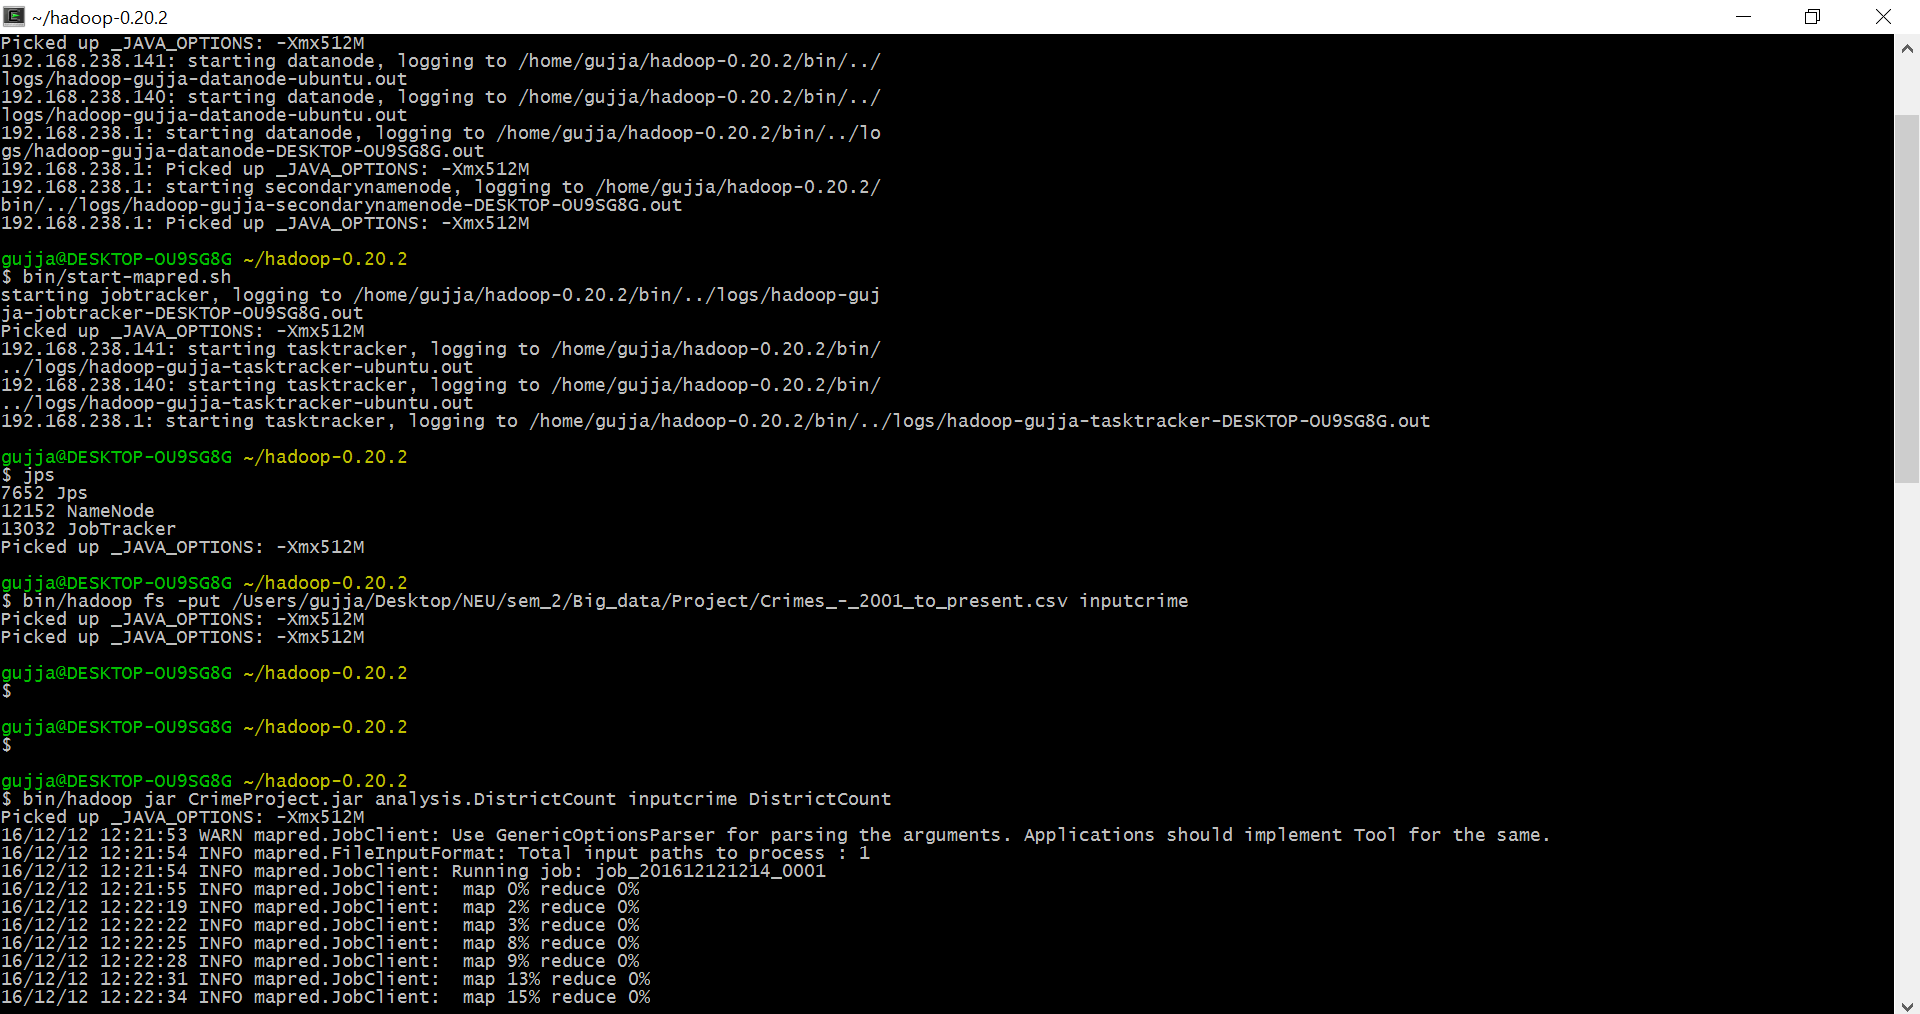 ~/hadoop-0.20.2
Picked up _JAVA_OPTIONS: -Xmx512M
192.168.238.141: starting datanode, logging to /home/gujja/hadoop-0.20.2/bin/../
logs/hadoop-gujja-datanode-ubuntu.out
192.168.238.140: starting datanode, logging to /home/gujja/hadoop-0.20.2/bin/../
logs/hadoop-gujja-datanode-ubuntu.out
192.168.238.1: starting datanode, logging to /home/gujja/hadoop-0.20.2/bin/../lo
gs/hadoop-gujja-datanode-DESKTOP-OU9SG8G.out
192.168.238.1: Picked up _JAVA_OPTIONS: -Xmx512M
192.168.238.1: starting secondarynamenode, logging to /home/gujja/hadoop-0.20.2/
bin/../logs/hadoop-gujja-secondarynamenode-DESKTOP-OU9SG8G.out
192.168.238.1: Picked up _JAVA_OPTIONS: -Xmx512M
gujja@DESKTOP-OU9SG8G ~/hadoop-0.20.2
$ bin/start-mapred.sh
starting jobtracker, logging to /home/gujja/hadoop-0.20.2/bin/../logs/hadoop-guj
ja-jobtracker-DESKTOP-OU9SG8G.out
Picked up _JAVA_OPTIONS: -Xmx512M
192.168.238.141: starting tasktracker, logging to /home/gujja/hadoop-0.20.2/bin/
../logs/hadoop-gujja-tasktracker-ubuntu.out
192.168.238.140: starting tasktracker, logging to /home/gujja/hadoop-0.20.2/bin/
../logs/hadoop-gujja-tasktracker-ubuntu.out
192.168.238.1: starting tasktracker, logging to /home/gujja/hadoop-0.20.2/bin/../logs/hadoop-gujja-tasktracker-DESKTOP-OU9SG8G.out
gujja@DESKTOP-OU9SG8G ~/hadoop-0.20.2
$ jps
7652 Jps
12152 NameNode
13032 JobTracker
Picked up _JAVA_OPTIONS: -Xmx512M
gujja@DESKTOP-OU9SG8G ~/hadoop-0.20.2
$ bin/hadoop fs -put /Users/gujja/Desktop/NEU/sem_2/Big_data/Project/Crimes_-_2001_to_present.csv inputcrime
Picked up _JAVA_OPTIONS: -Xmx512M
Picked up _JAVA_OPTIONS: -Xmx512M
gujja@DESKTOP-OU9SG8G ~/hadoop-0.20.2
$
gujja@DESKTOP-OU9SG8G ~/hadoop-0.20.2
$
gujja@DESKTOP-OU9SG8G ~/hadoop-0.20.2
$ bin/hadoop jar CrimeProject.jar analysis.DistrictCount inputcrime DistrictCount
Picked up _JAVA_OPTIONS: -Xmx512M
16/12/12 12:21:53 WARN mapred.JobClient: Use GenericOptionsParser for parsing the arguments. Applications should implement Tool for the same.
16/12/12 12:21:54 INFO mapred.FileInputFormat: Total input paths to process : 1
16/12/12 12:21:54 INFO mapred.JobClient: Running job: job_201612121214_0001
16/12/12 12:21:55 INFO mapred.JobClient:  map 0% reduce 0%
16/12/12 12:22:19 INFO mapred.JobClient:  map 2% reduce 0%
16/12/12 12:22:22 INFO mapred.JobClient:  map 3% reduce 0%
16/12/12 12:22:25 INFO mapred.JobClient:  map 8% reduce 0%
16/12/12 12:22:28 INFO mapred.JobClient:  map 9% reduce 0%
16/12/12 12:22:31 INFO mapred.JobClient:  map 13% reduce 0%
16/12/12 12:22:34 INFO mapred.JobClient:  map 15% reduce 0%